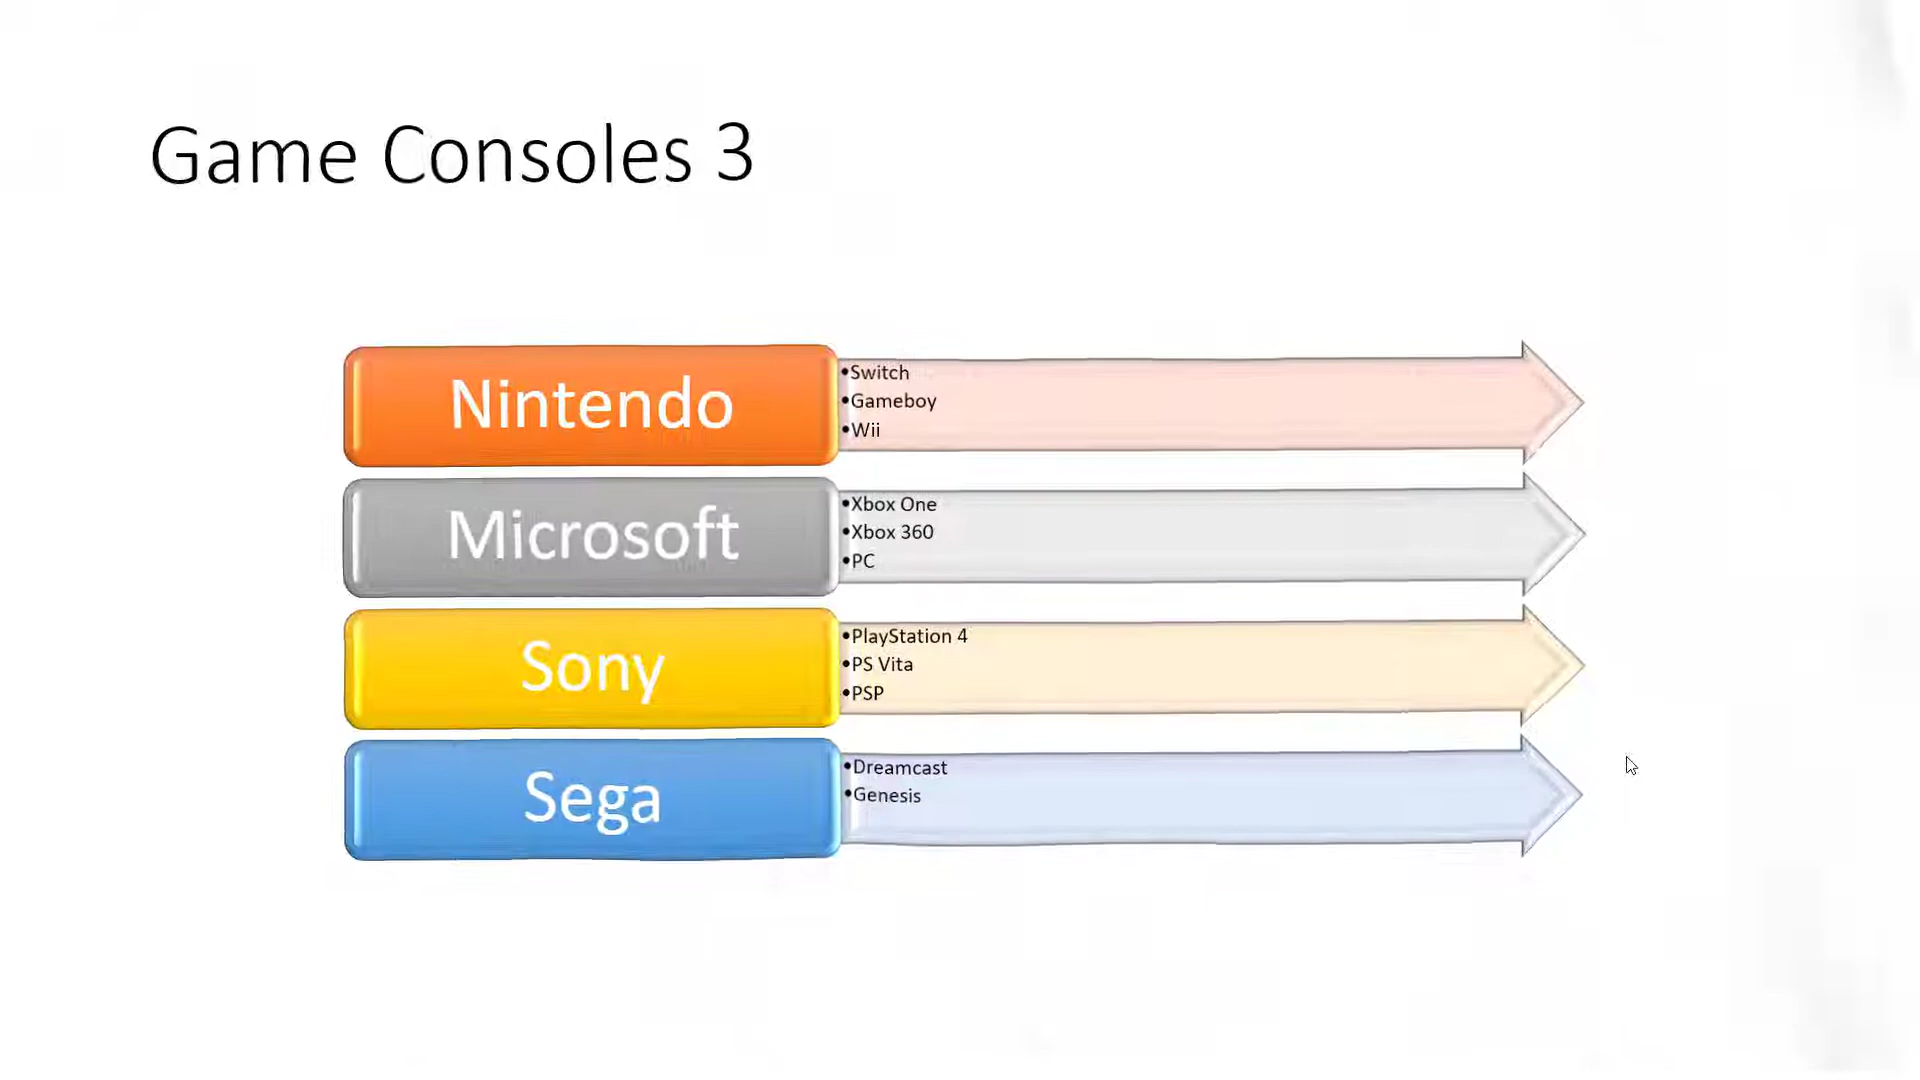 Game Consoles 3
Nintendo
•Switch
•Gameboy
•Wii
Microsoft
•Xbox One
•Xbox 360
•PC
Sony
•PlayStation 4
•PS Vita
•PSP
Sega
•Dreamcast
•Genesis